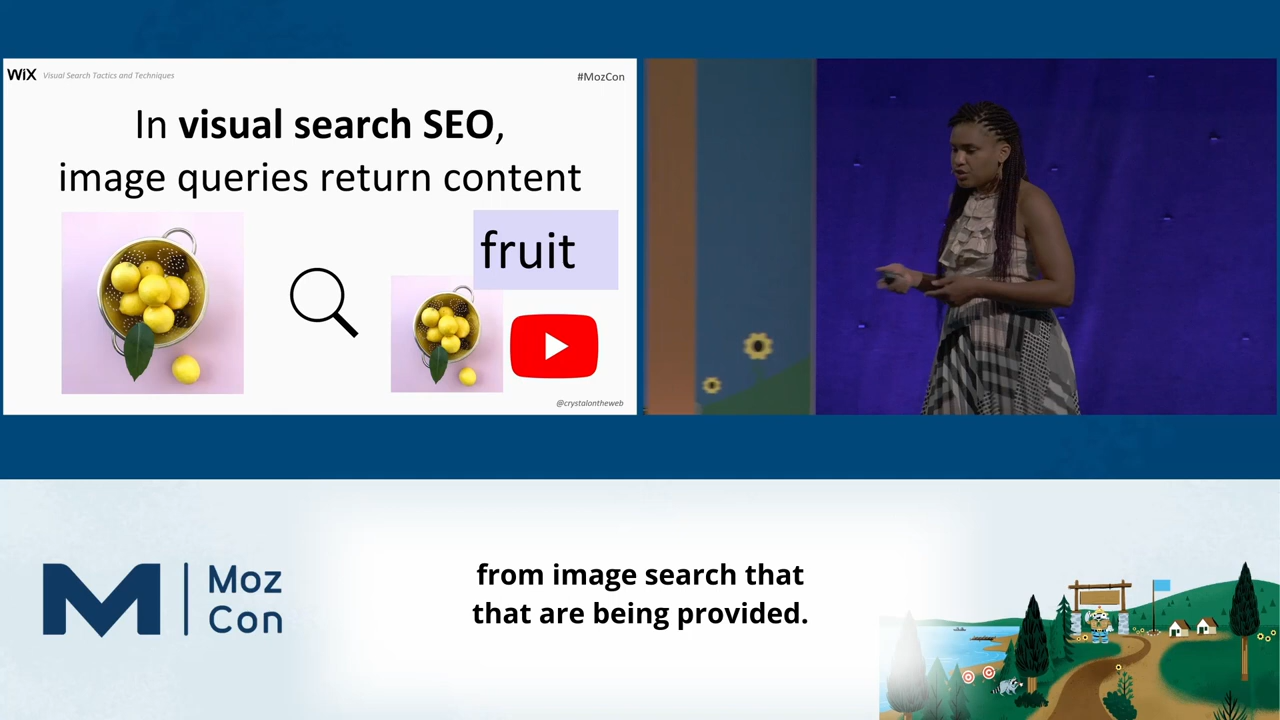 WiX Visual Search Tactics and Techniques
#MozCon
In visual search SEO,
image queries return content
fruit
@crystalontheweb
Moz
Con
from image search that
that are being provided.